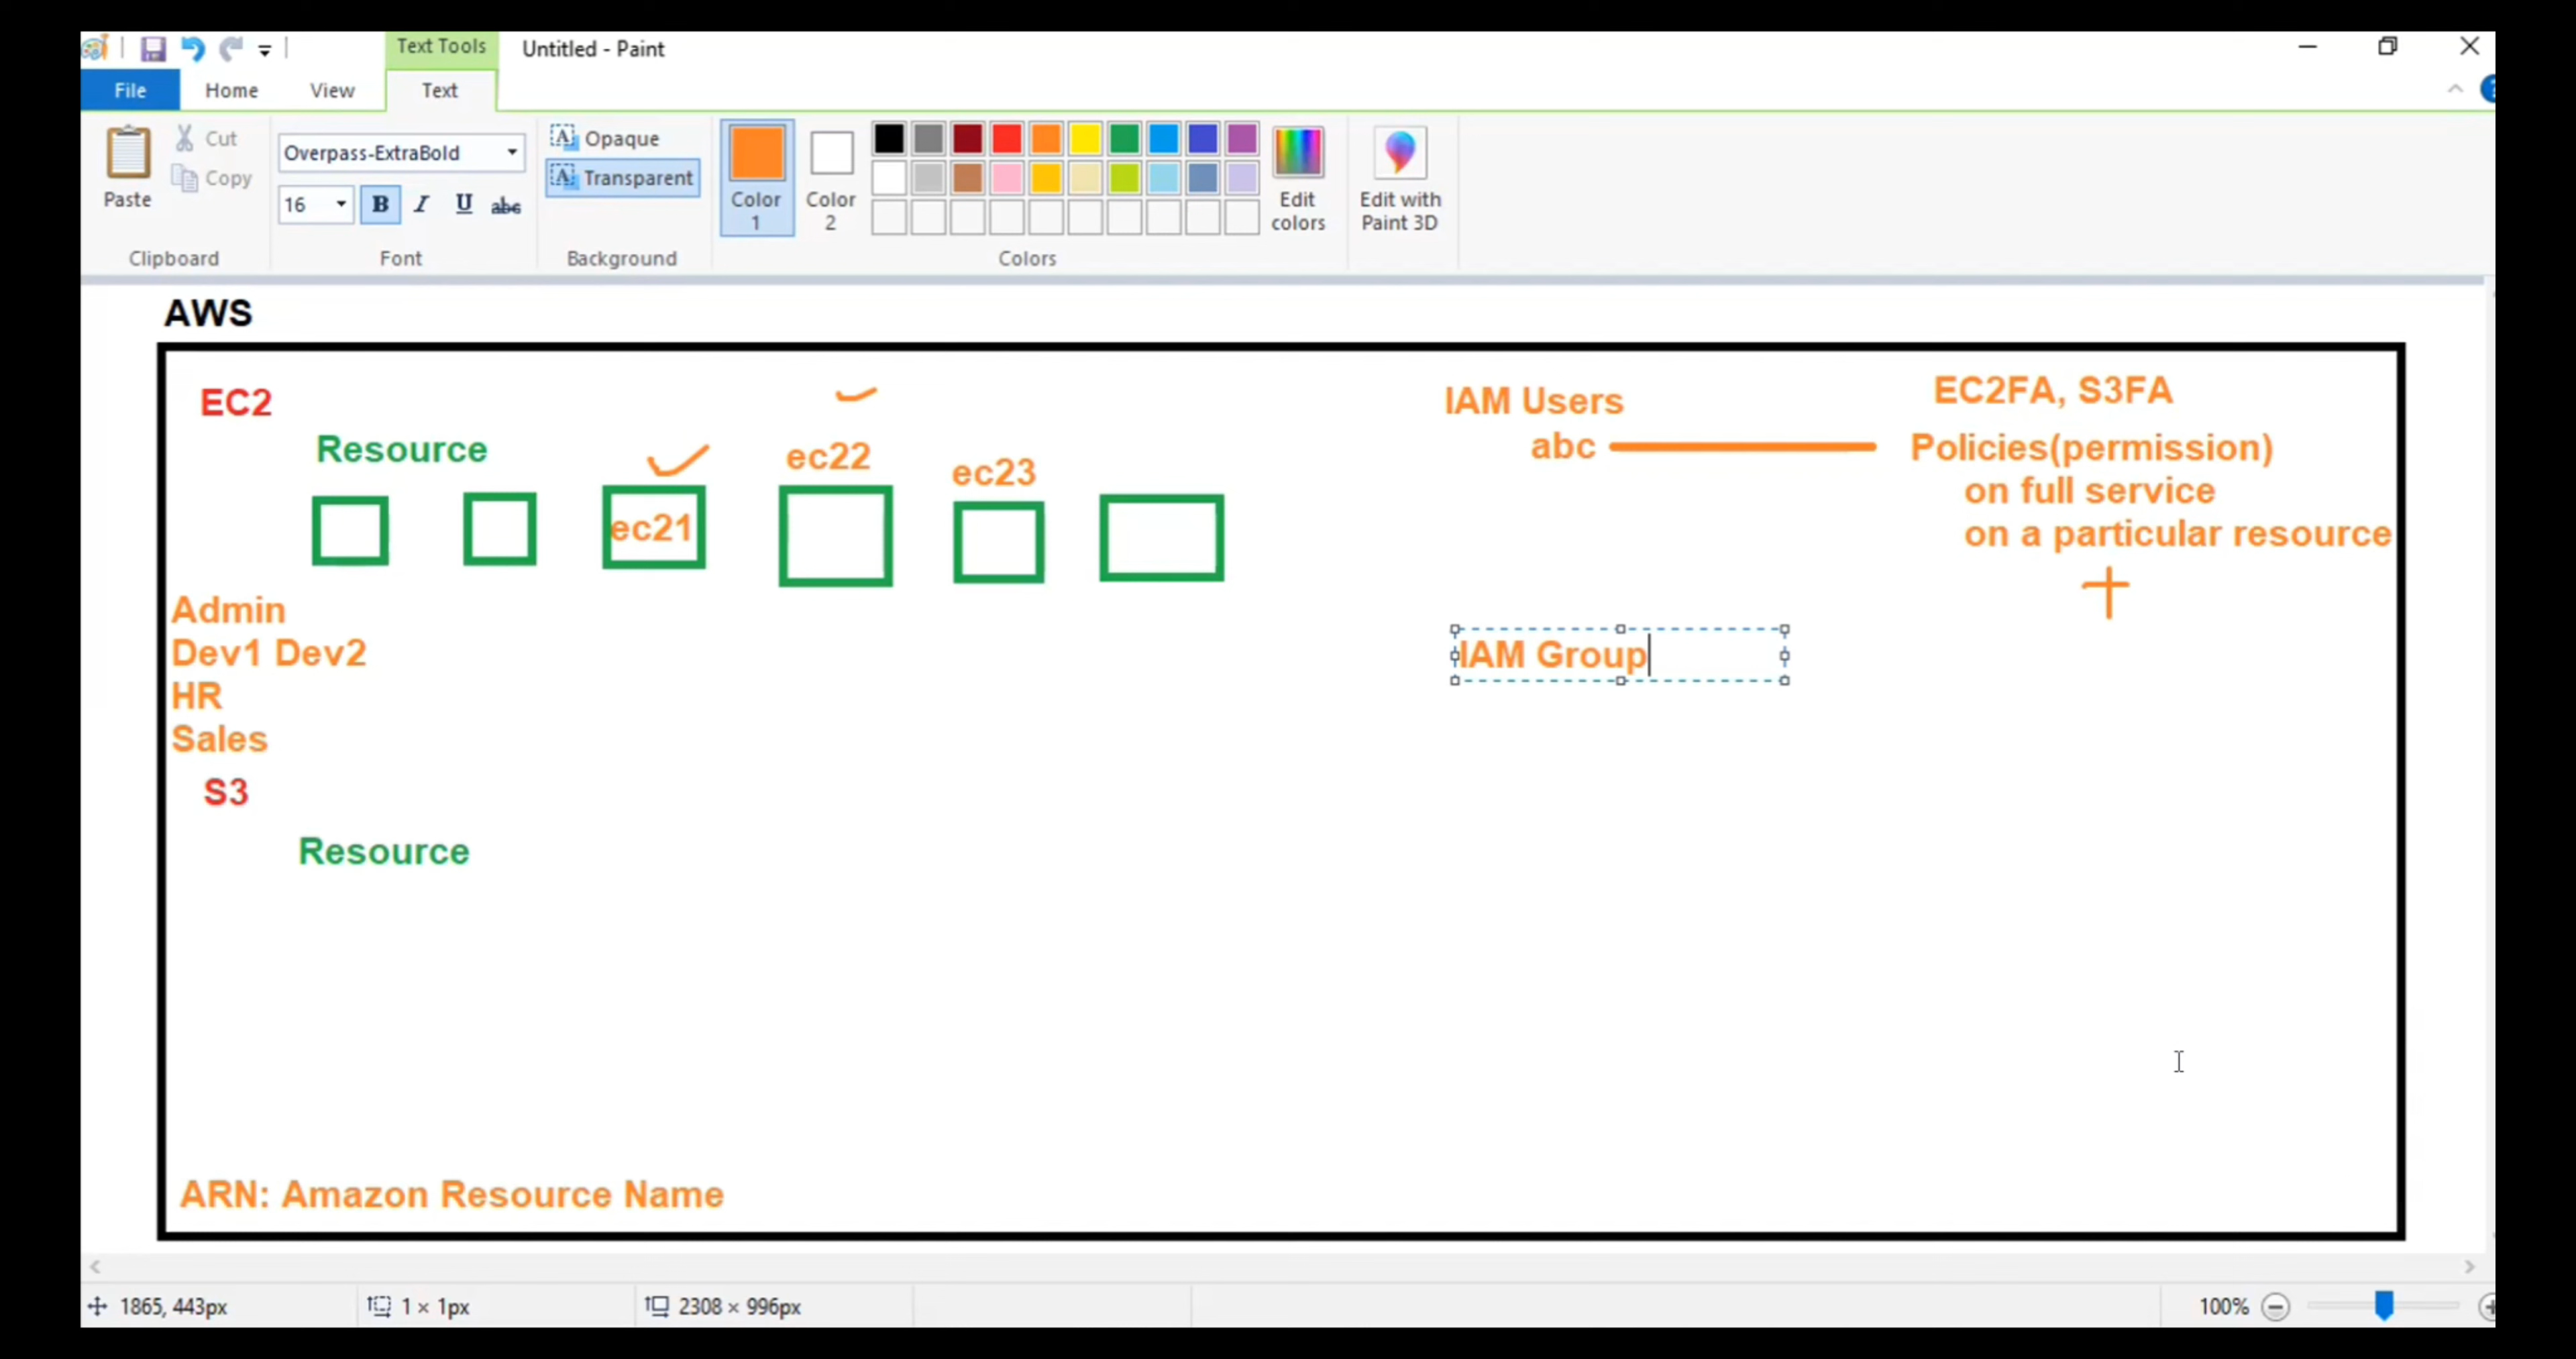 Text Tools
Untitled - Paint
File
Home
View
Text
Paste
Cut
Copy
Clipboard
Overpass-ExtraBold
16
B I U abc
Font
Opaque
Transparent
Background
Color 1
Color 2
Edit colors
Colors
Edit with Paint 3D
AWS
EC2
Resource
ec21
ec22
ec23
IAM Users
abc
EC2FA, S3FA
Policies(permission)
on full service
on a particular resource
Admin
Dev1 Dev2
HR
Sales
IAM Group
S3
Resource
ARN: Amazon Resource Name
1865, 443px
1 × 1px
2308 × 996px
100%